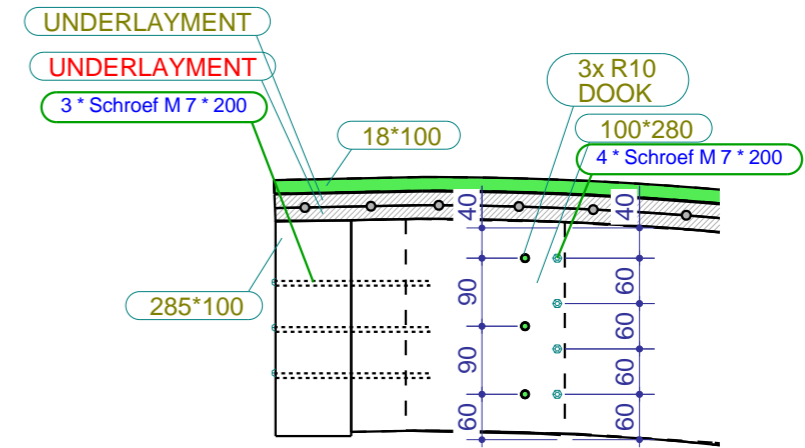 UNDERLAYMENT
UNDERLAYMENT
3 * Schroef M 7 * 200
18*100
3x R10
DOOK
100*280
4 * Schroef M 7 * 200
285*100
40
90
90
60
40
60
60
60
60